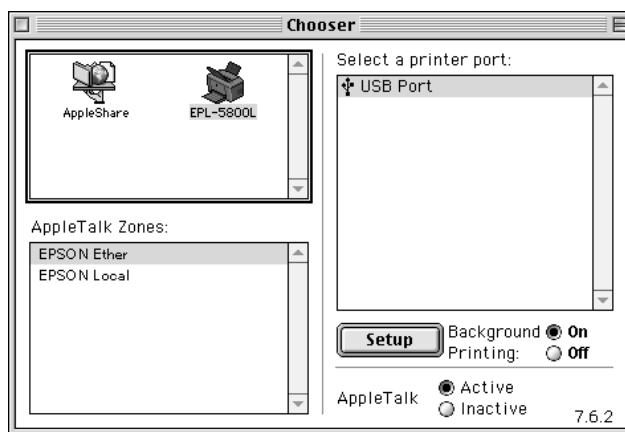 Chooser
AppleShare
EPL-5800L
AppleTalk Zones:
EPSON Ether
EPSON Local
Select a printer port:
USB Port
Setup
Background On
Printing: Off
AppleTalk
Active
Inactive
7.6.2